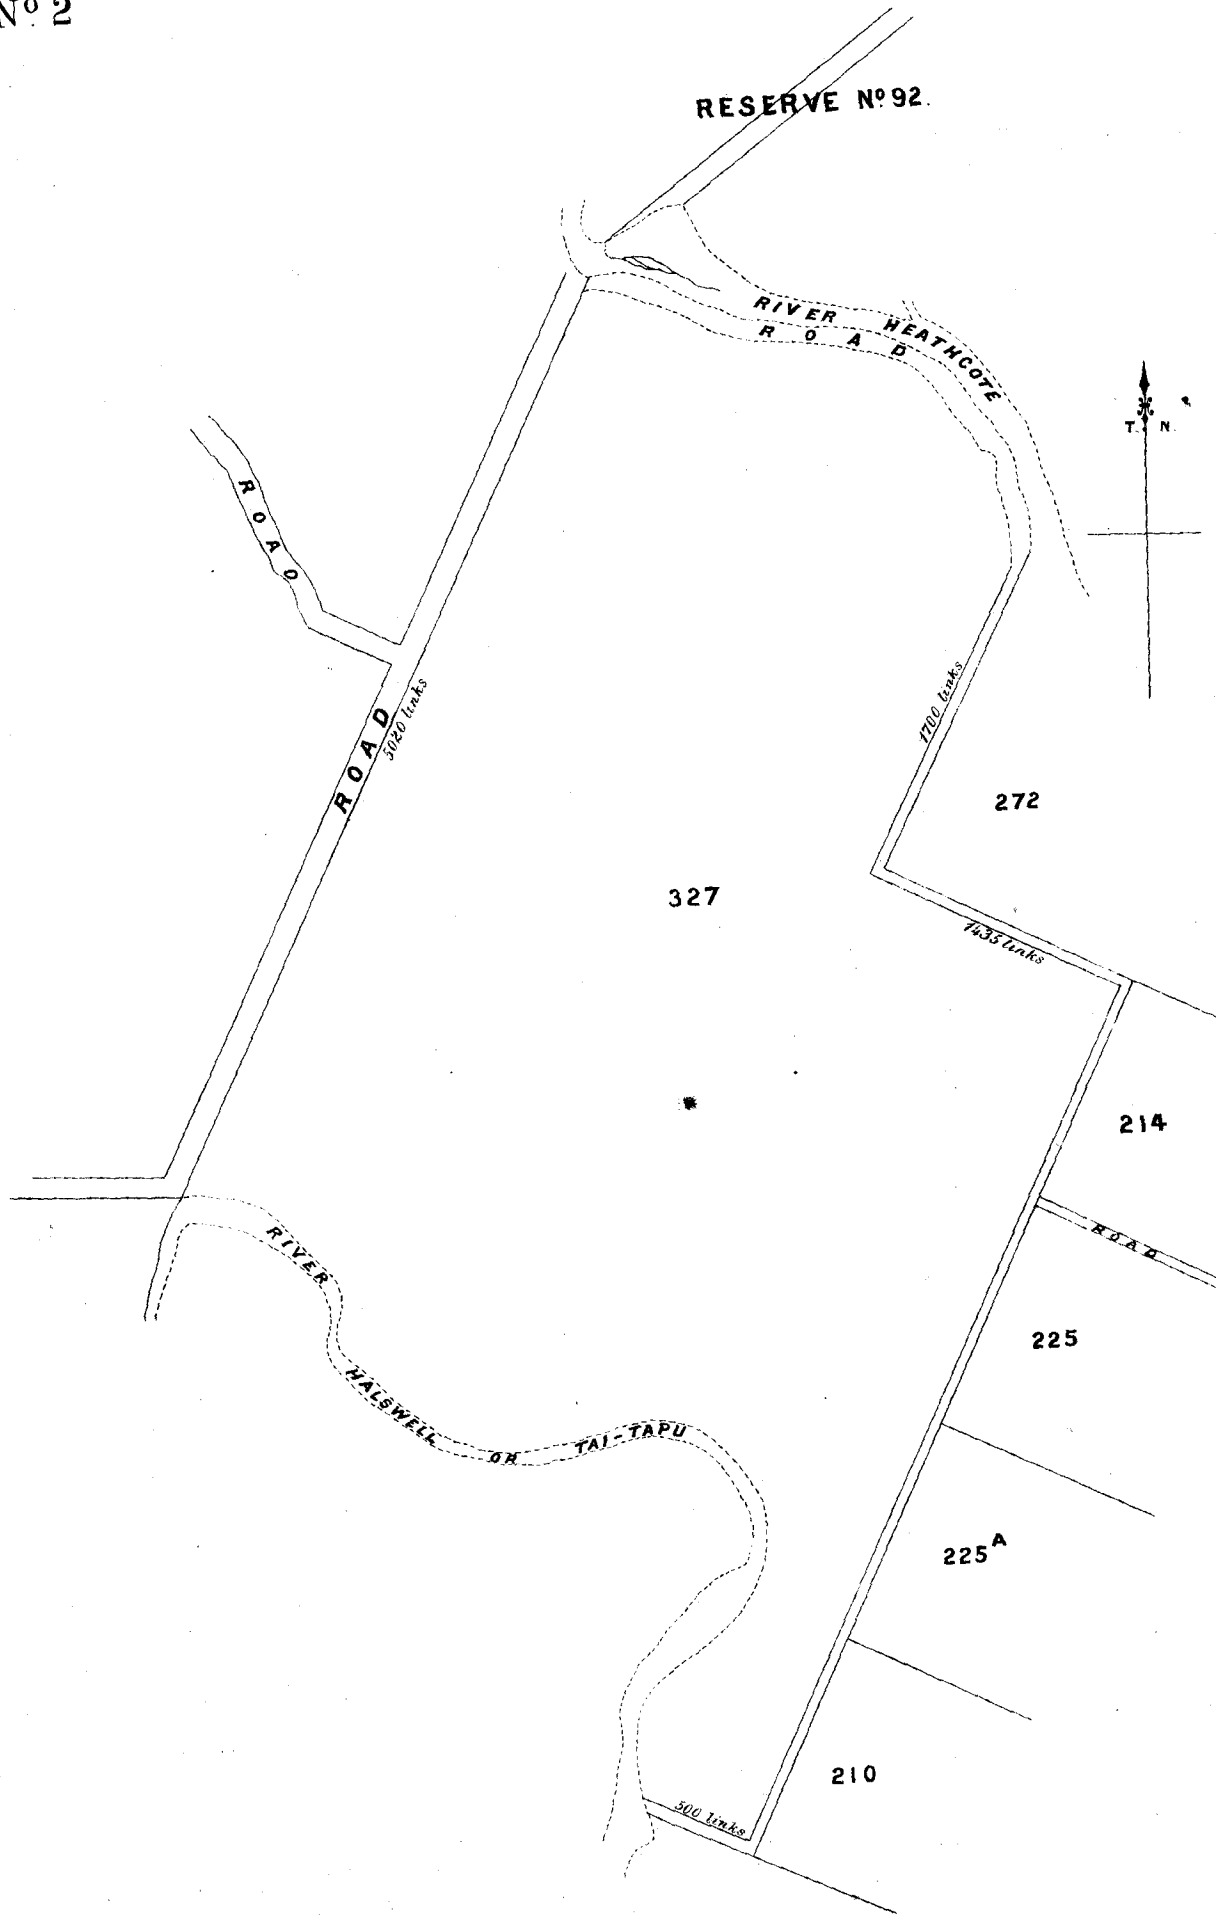 Nº 2
RESERVE Nº 92.
RIVER HEATHCOTE
ROAD
T. N.
ROAD
ROAD
5020 links
1700 links
272
327
1435 links
214
ROAD
RIVER HALSWELL OR TAI-TAPU
225
225 A
210
500 links